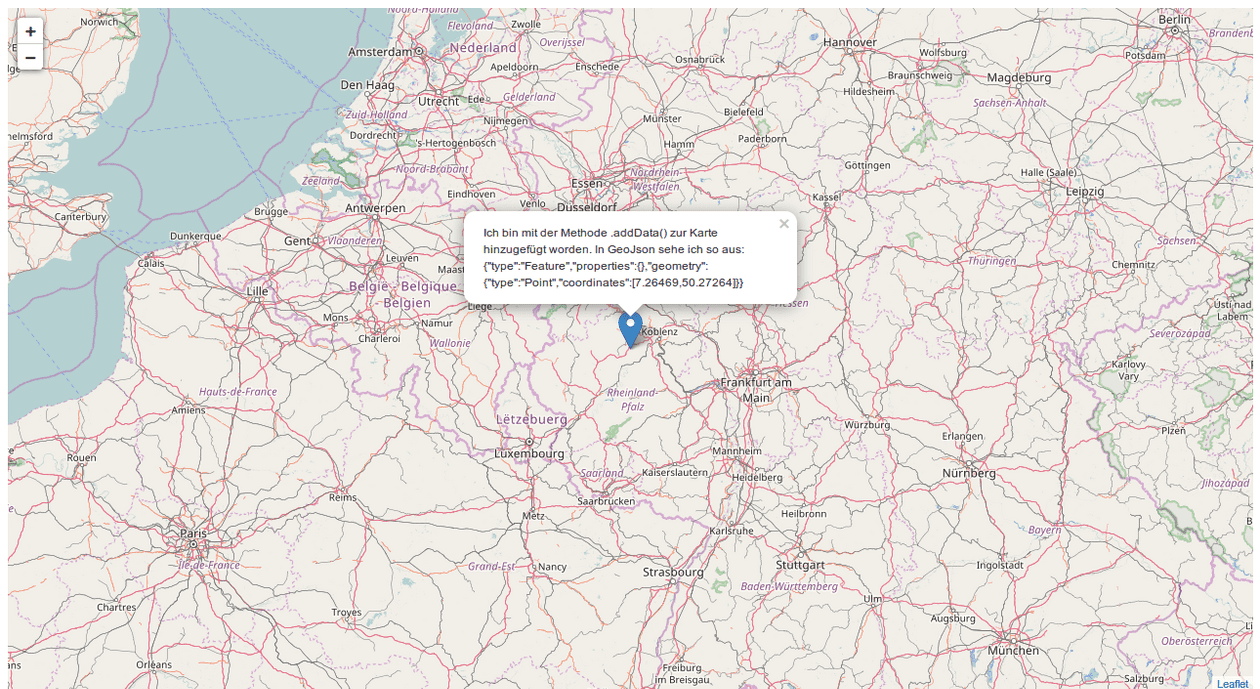 Noord-Holland
Norwich
+
−
Flevoland
Zwolle
Berlin
Brandenb
Amsterdam
Nederland
Overijssel
Hannover
Wolfsburg
Potsdam
Apeldoorn
Enschede
Osnabrück
Braunschweig
Magdeburg
Den Haag
Utrecht
Ede
Gelderland
Hildesheim
Sachsen-Anhalt
Zuid-Holland
Nijmegen
Münster
Bielefeld
helmsford
Dordrecht
s-Hertogenbosch
Hamm
Paderborn
Göttingen
Noord-Brabant
Halle (Saale)
Zeeland
Essen
Nordrhein
Westfalen
Leipzig
Eindhoven
Venlo
Düsseldorf
Kassel
Canterbury
Brugge
Antwerpen
Dunkerque
Gent
Vlaanderen
Sachsen
Calais
Leuven
Maast
Thüringen
Chemnitz
Ich bin mit der Methode .addData() zur Karte
hinzugefügt worden. In GeoJson sehe ich so aus:
{"type":"Feature","properties":{},"geometry":
{"type":"Point","coordinates":[7.26469,50.27264]}}
×
Lille
België - Belgique
- Belgien
Liège
Hessen
Ústí nad
Labem
Mons
Namur
Charleroi
Wallonie
Koblenz
Severozápad
Karlovy
Vary
Hauts-de-France
Amiens
Rheinland-
Pfalz
Frankfurt am
Main
Lëtzebuerg
Luxembourg
Würzburg
Erlangen
Plzeň
Rouen
Mannheim
Nürnberg
Saarland
Kaiserslautern
Heidelberg
Jihozápad
Reims
Saarbrücken
Metz
Heilbronn
Paris
Karlsruhe
Bayern
Île-de-France
Grand-Est
Nancy
Strasbourg
Stuttgart
Ingolstadt
Baden-Württemberg
Chartres
Troyes
Ulm
Augsburg
München
Oberösterreich
Orléans
Freiburg
im Breisgau
Salzburg
Leaflet